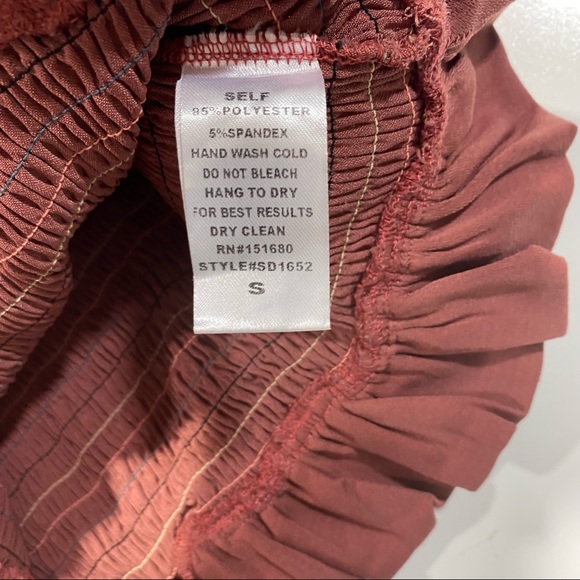 SELF
95%POLYESTER
5%SPANDEX
HAND WASH COLD
DO NOT BLEACH
HANG TO DRY
FOR BEST RESULTS
DRY CLEAN
RN#151680
STYLE#SD1652
S